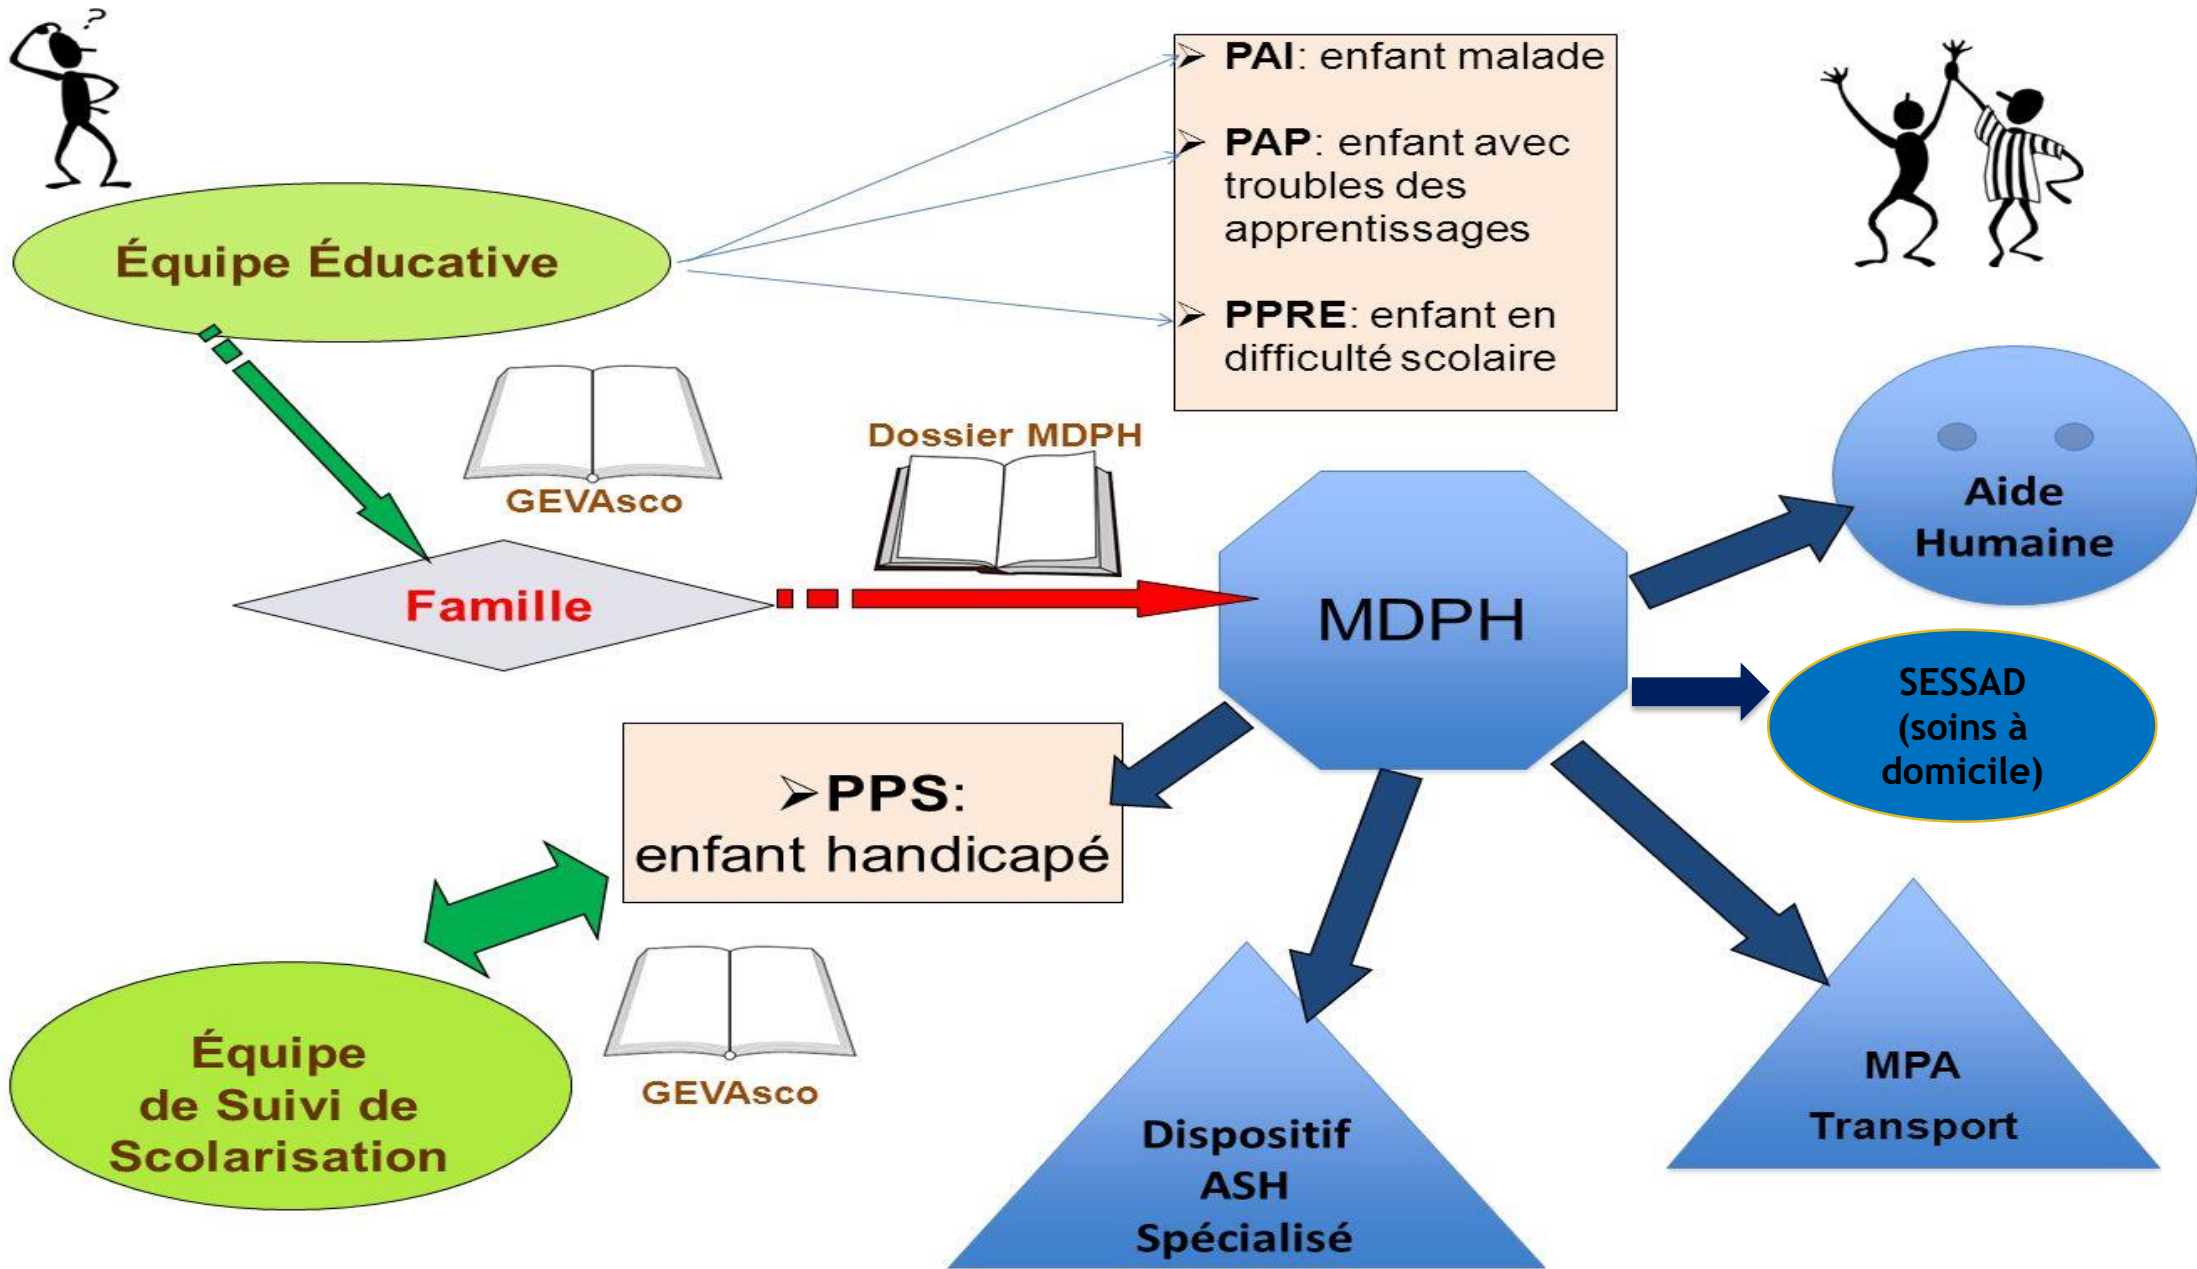 ?
Équipe Éducative
➢ PAI: enfant malade
➢ PAP: enfant avec
troubles des
apprentissages
➢ PPRE: enfant en
difficulté scolaire
GEVAsco
Dossier MDPH
Famille
MDPH
Aide
Humaine
SESSAD
(soins à
domicile)
➢PPS:
enfant handicapé
GEVAsco
Équipe
de Suivi de
Scolarisation
Dispositif
ASH
Spécialisé
MPA
Transport